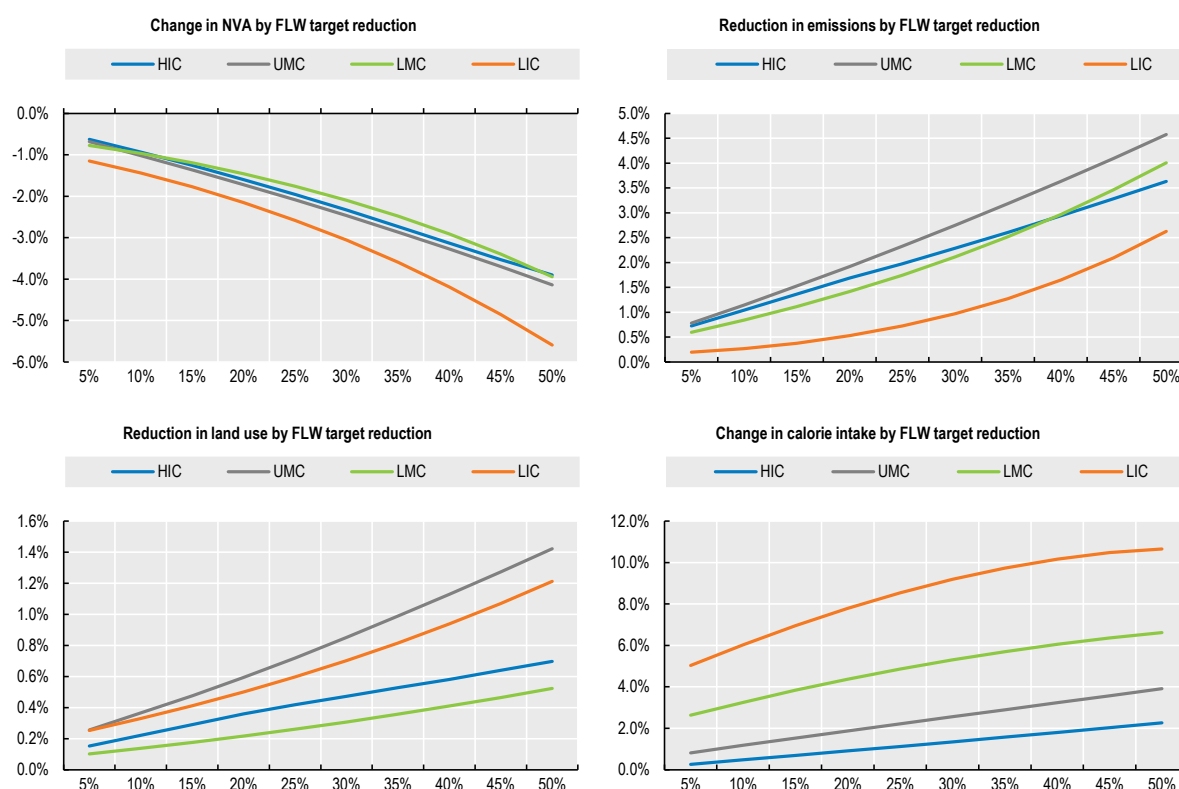 Change in NVA by FLW target reduction
HIC UMC LMC LIC
0.0%
-1.0%
-2.0%
-3.0%
-4.0%
-5.0%
-6.0%
5% 10% 15% 20% 25% 30% 35% 40% 45% 50%
Reduction in emissions by FLW target reduction
HIC UMC LMC LIC
5.0%
4.5%
4.0%
3.5%
3.0%
2.5%
2.0%
1.5%
1.0%
0.5%
0.0%
5% 10% 15% 20% 25% 30% 35% 40% 45% 50%
Reduction in land use by FLW target reduction
HIC UMC LMC LIC
1.6%
1.4%
1.2%
1.0%
0.8%
0.6%
0.4%
0.2%
0.0%
5% 10% 15% 20% 25% 30% 35% 40% 45% 50%
Change in calorie intake by FLW target reduction
HIC UMC LMC LIC
12.0%
10.0%
8.0%
6.0%
4.0%
2.0%
0.0%
5% 10% 15% 20% 25% 30% 35% 40% 45% 50%